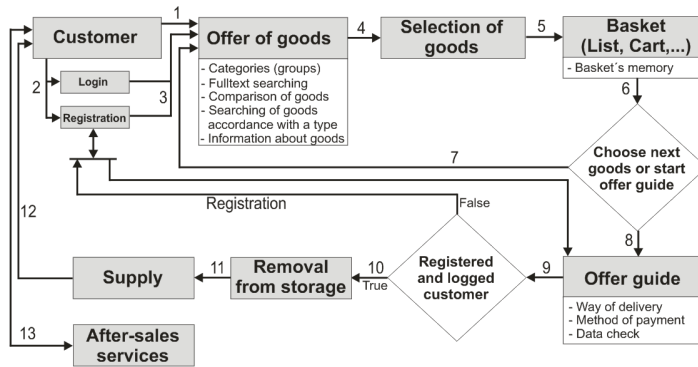 1
Customer
Offer of goods
4
Selection of
goods
5
Basket
(List, Cart,...)
- Basket´s memory
2
Login
3
Registration
- Categories (groups)
- Fulltext searching
- Comparison of goods
- Searching of goods
accordance with a type
- Information about goods
6
7
Choose next
goods or start
offer guide
12
Registration
False
8
Supply
11
Removal
from storage
10
True
Registered
and logged
customer
9
Offer guide
- Way of delivery
- Method of payment
- Data check
13
After-sales
services